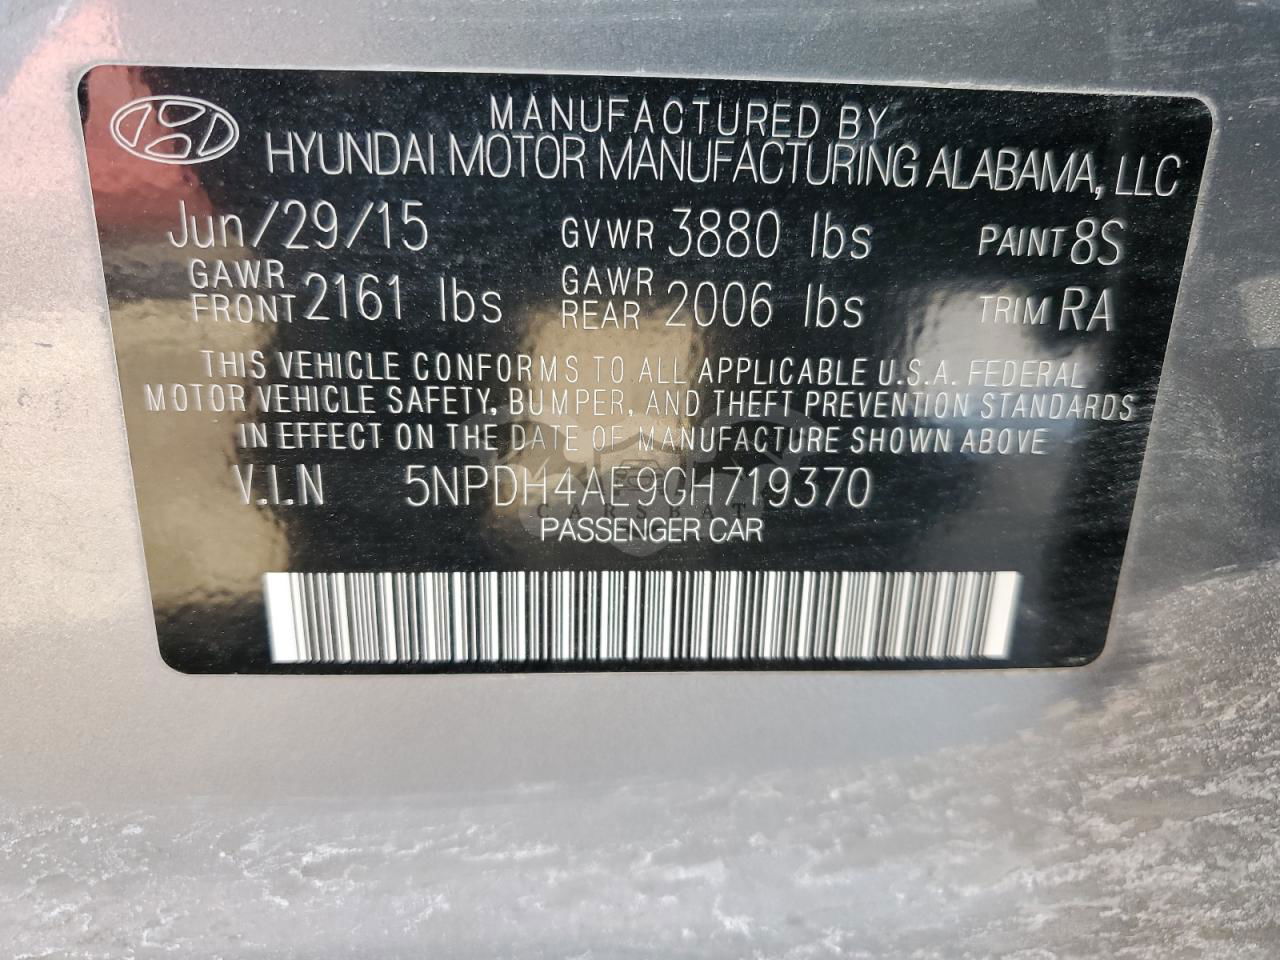 MANUFACTURED BY
HYUNDAI MOTOR MANUFACTURING ALABAMA, LLC
Jun/29/15 GVWR 3880 lbs PAINT 8S
GAWR FRONT 2161 lbs GAWR REAR 2006 lbs TRIM RA
THIS VEHICLE CONFORMS TO ALL APPLICABLE U.S.A. FEDERAL
MOTOR VEHICLE SAFETY, BUMPER, AND THEFT PREVENTION STANDARDS
IN EFFECT ON THE DATE OF MANUFACTURE SHOWN ABOVE
V.I.N 5NPDH4AE9GH719370
CARSBAT
PASSENGER CAR